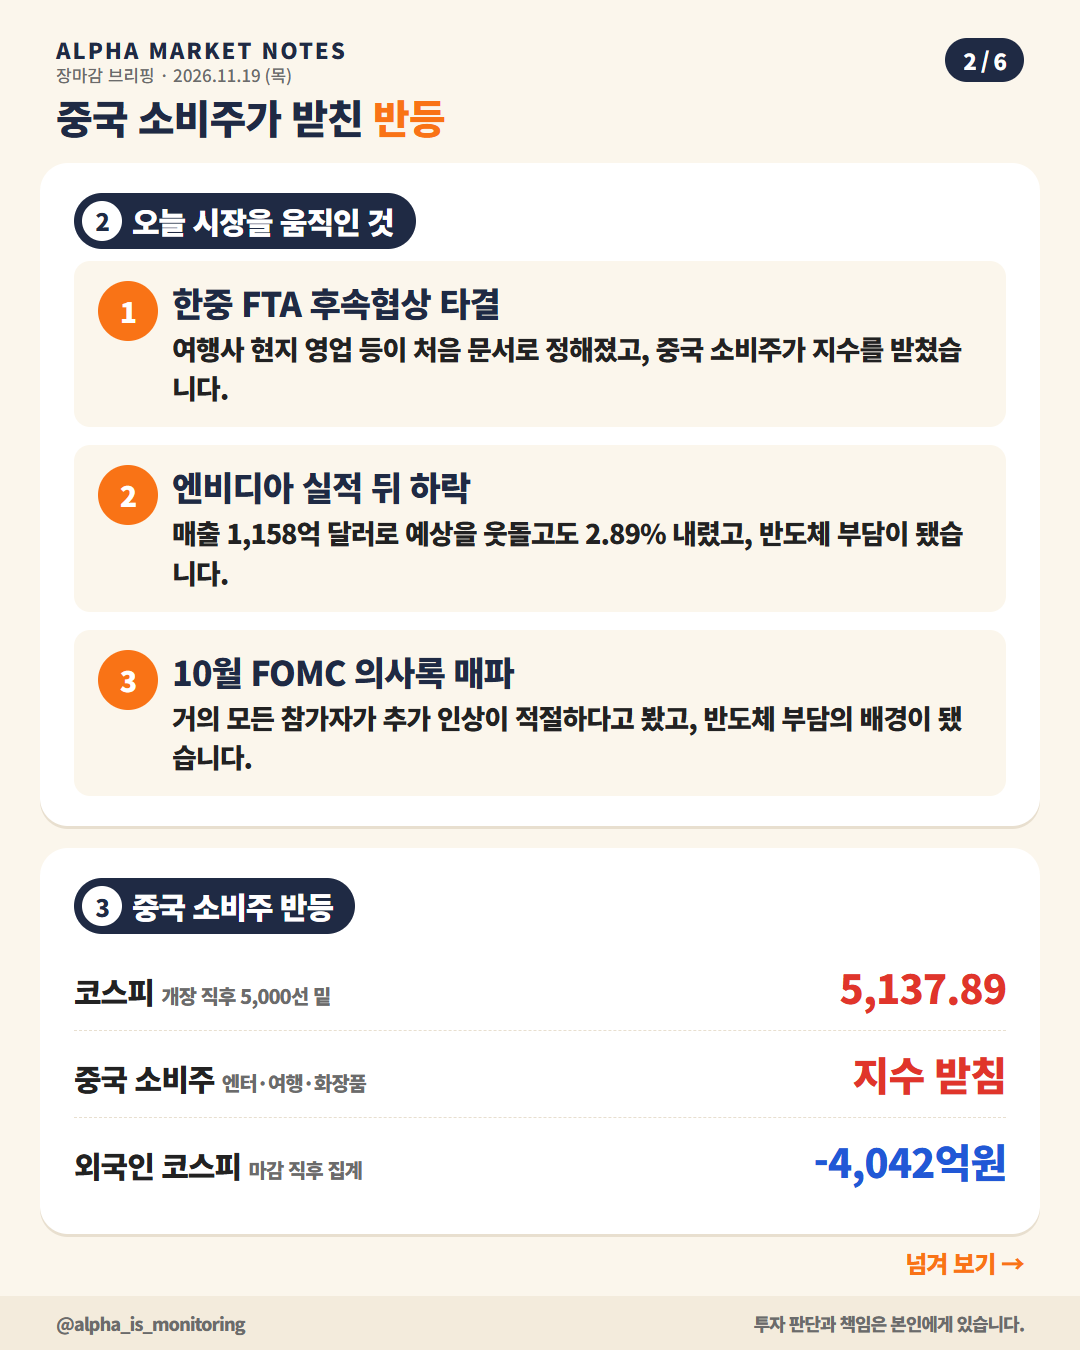 ALPHA MARKET NOTES
장마감 브리핑 · 2026.11.19 (목)
2 / 6
중국 소비주가 받친 반등
2 오늘 시장을 움직인 것
1 한중 FTA 후속협상 타결
여행사 현지 영업 등이 처음 문서로 정해졌고, 중국 소비주가 지수를 받쳤습
니다.
2 엔비디아 실적 뒤 하락
매출 1,158억 달러로 예상을 웃돌고도 2.89% 내렸고, 반도체 부담이 됐습
니다.
3 10월 FOMC 의사록 매파
거의 모든 참가자가 추가 인상이 적절하다고 봤고, 반도체 부담의 배경이 됐
습니다.
3 중국 소비주 반등
코스피 개장 직후 5,000선 밑 5,137.89
중국 소비주 엔터·여행·화장품 지수 받침
외국인 코스피 마감 직후 집계 -4,042억원
넘겨 보기 →
@alpha_is_monitoring
투자 판단과 책임은 본인에게 있습니다.